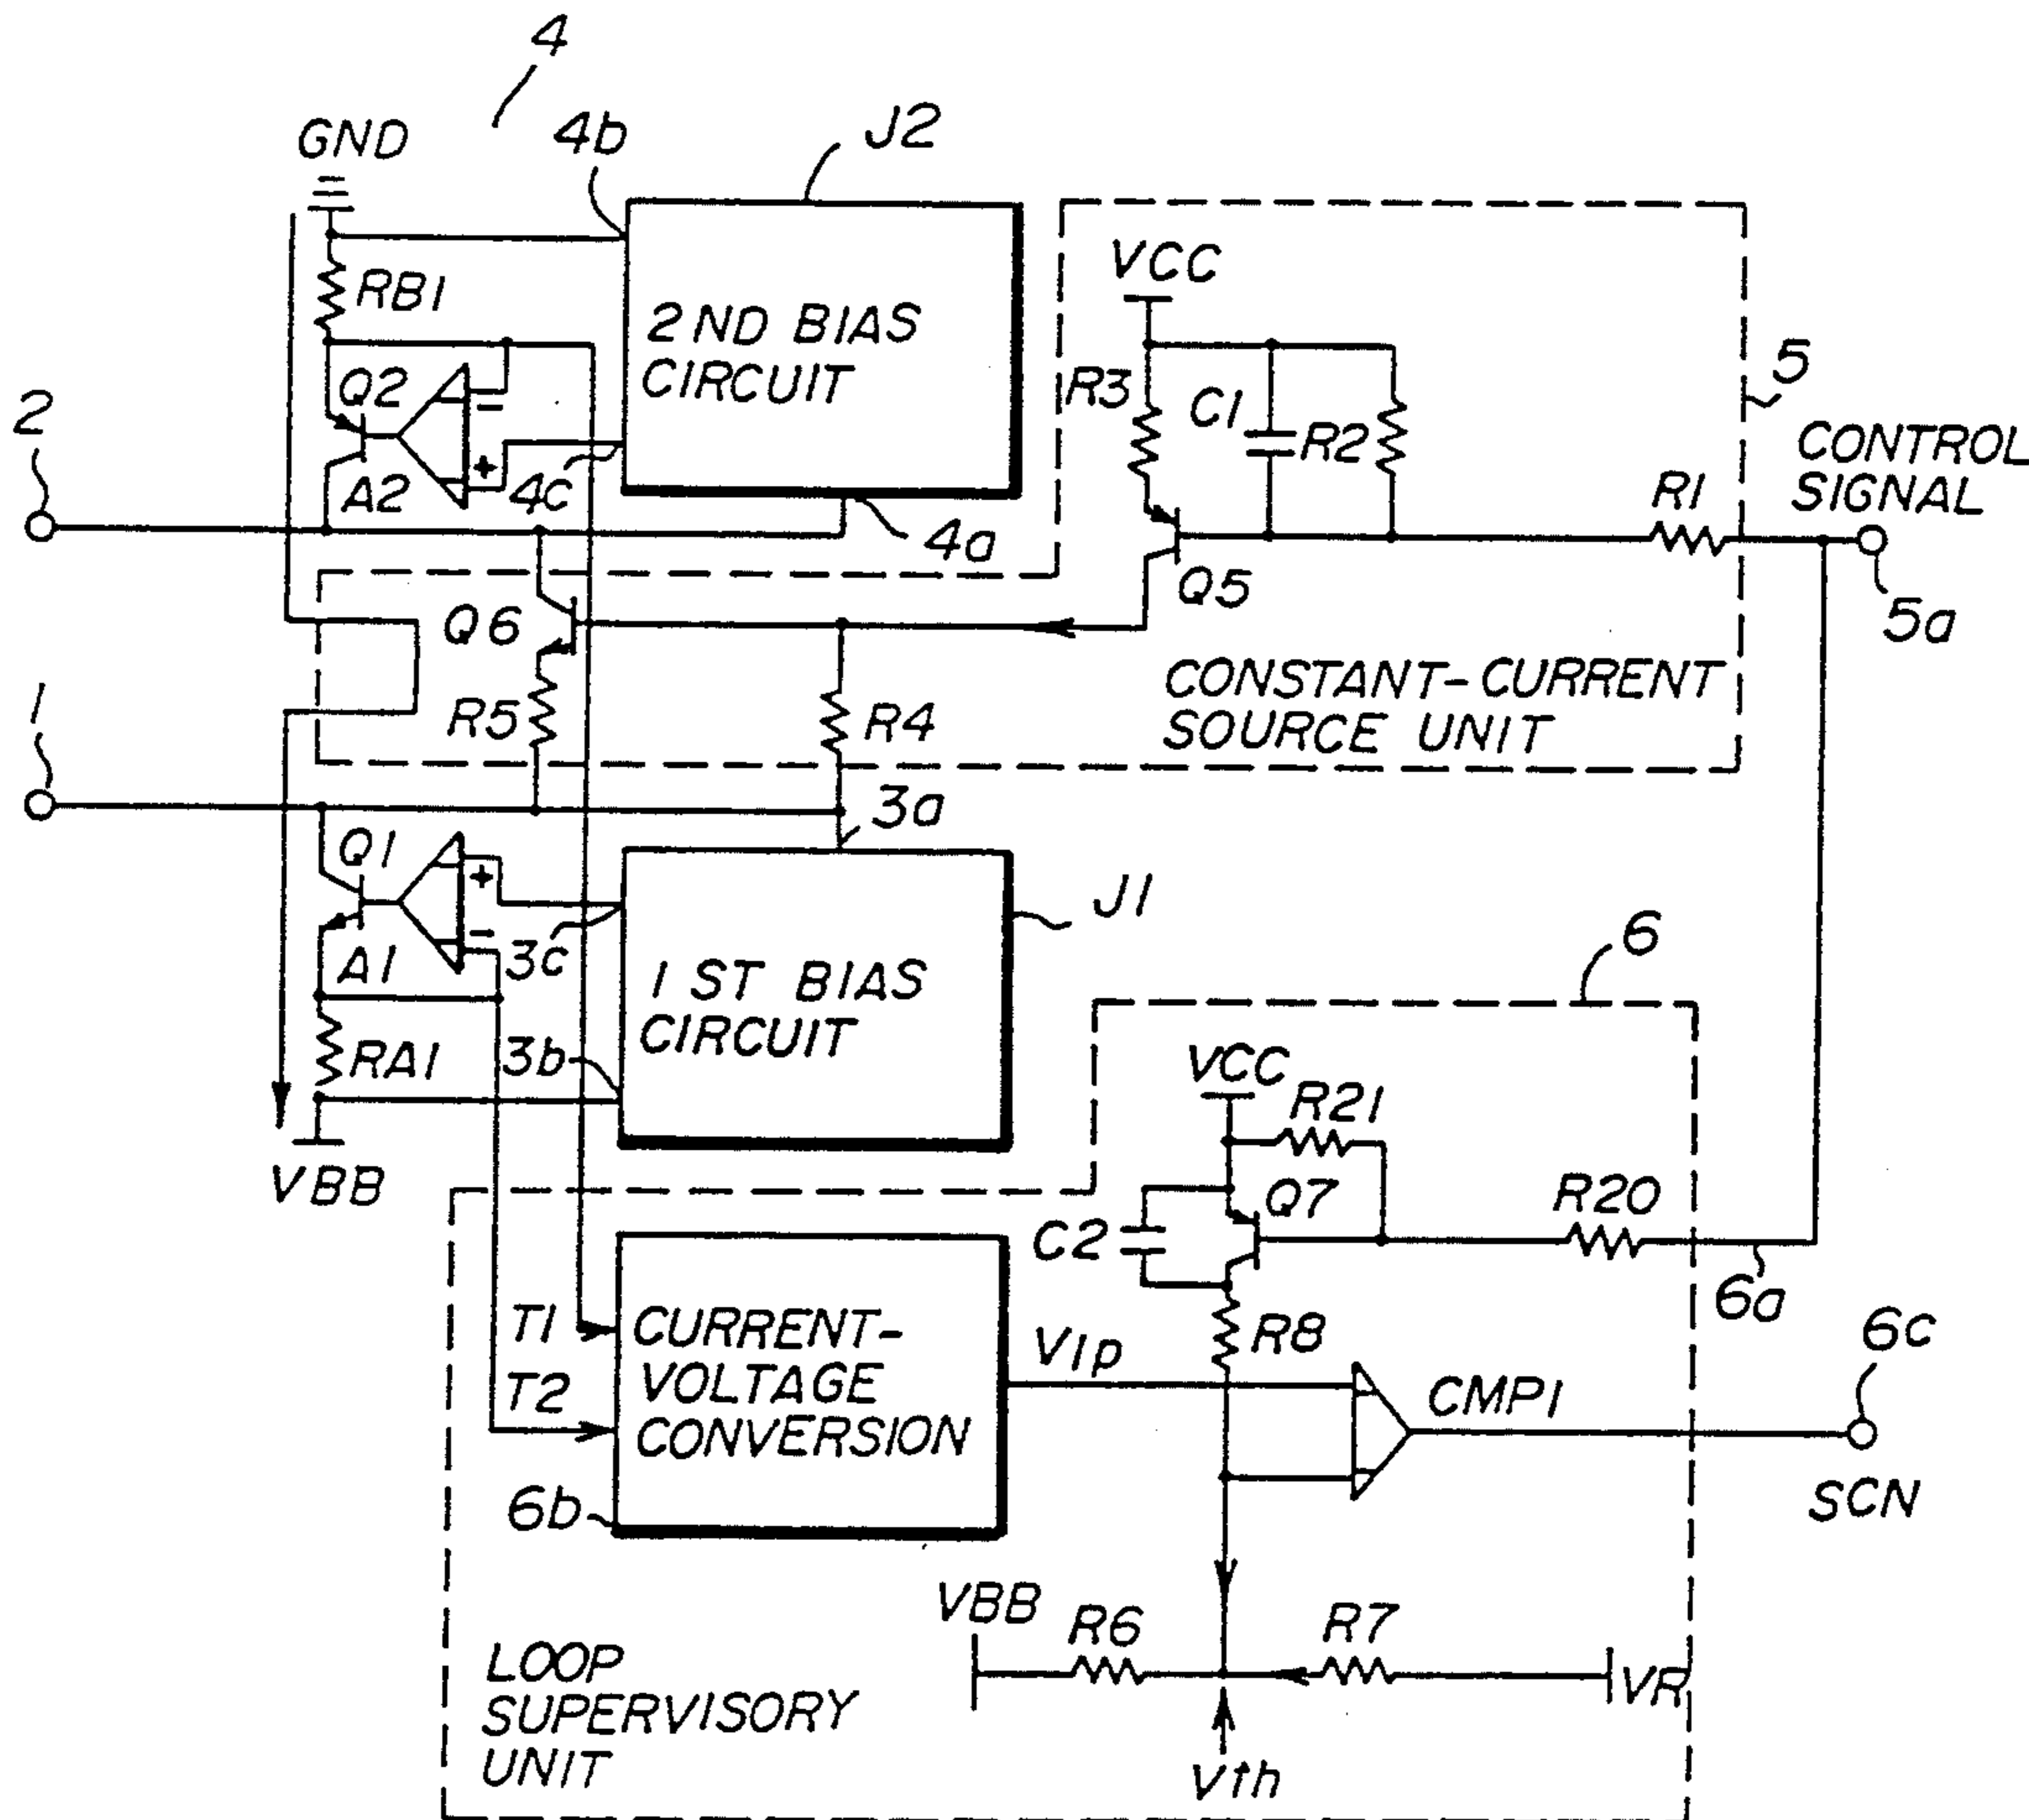 4
GND
4b
J2
RB1
2ND BIAS
CIRCUIT
VCC
5
2
Q2
-
+
A2
4c
4a
R3
C1
R2
R1
CONTROL
SIGNAL
5a
Q5
Q6
R5
R4
CONSTANT-CURRENT
SOURCE UNIT
1
3a
Q1
+
-
A1
3c
J1
1 ST BIAS
CIRCUIT
RA1
3b
VBB
6
VCC
R21
Q7
R20
C2
6a
R8
6c
T1
T2
CURRENT-
VOLTAGE
CONVERSION
V1p
CMP1
SCN
6b
VBB
R6
R7
VR
LOOP
SUPERVISORY
UNIT
Vth